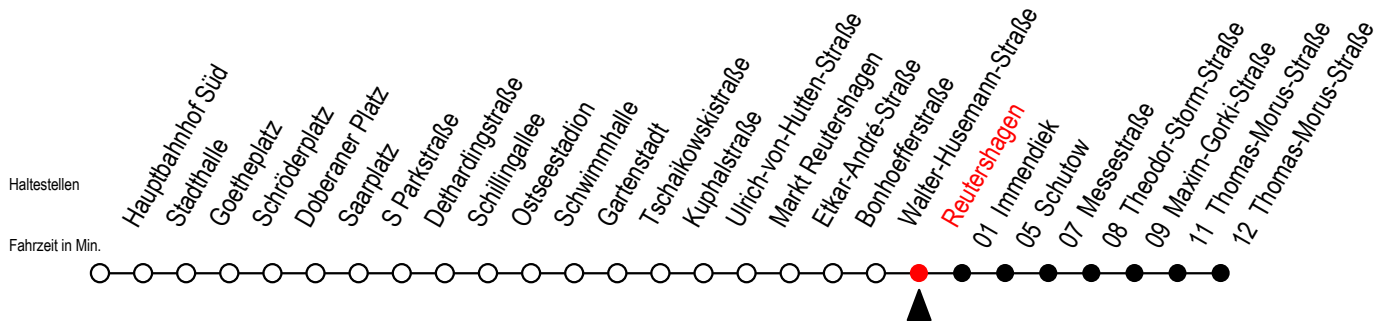 Haltestellen
Fahrzeit in Min.
Hauptbahnhof Süd
Stadthalle
Goetheplatz
Schröderplatz
Doberaner Platz
Saarplatz
S Parkstraße
Dethardingstraße
Schillingallee
Ostseestadion
Schwimmhalle
Gartenstadt
Tschaikowskistraße
Kuphalstraße
Ulrich-von-Hutten-Straße
Markt Reutershagen
Etkar-André-Straße
Bonhoefferstraße
Walter-Husemann-Straße
Reutershagen
01 Immendiek
05 Schutow
07 Messestraße
08 Theodor-Storm-Straße
09 Maxim-Gorki-Straße
11 Thomas-Morus-Straße
12 Thomas-Morus-Straße